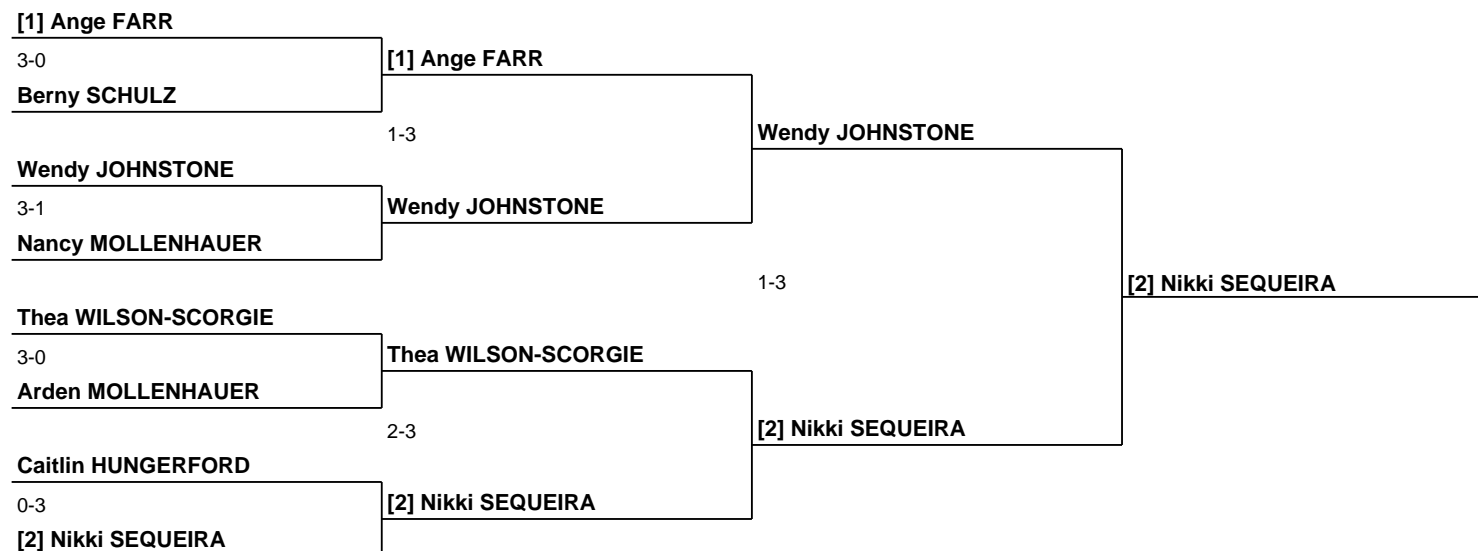 [1] Ange FARR
3-0
[1] Ange FARR
Berny SCHULZ
1-3
Wendy JOHNSTONE
Wendy JOHNSTONE
3-1
Wendy JOHNSTONE
Nancy MOLLENHAUER
1-3
[2] Nikki SEQUEIRA
Thea WILSON-SCORGIE
3-0
Thea WILSON-SCORGIE
Arden MOLLENHAUER
2-3
[2] Nikki SEQUEIRA
Caitlin HUNGERFORD
0-3
[2] Nikki SEQUEIRA
[2] Nikki SEQUEIRA